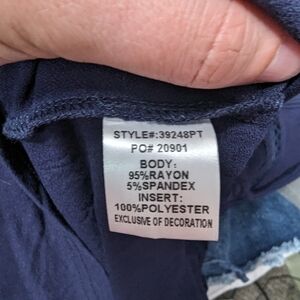 STYLE#:39248PT
PO# 20901
BODY:
95%RAYON
5%SPANDEX
INSERT:
100%POLYESTER
EXCLUSIVE OF DECORATION